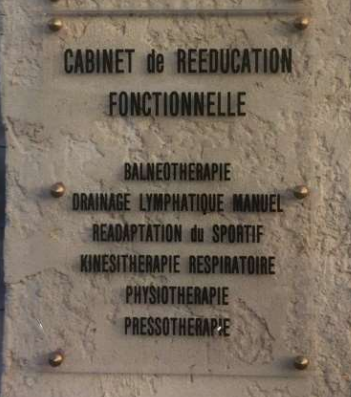 CABINET de REEDUCATION
FONCTIONNELLE
BALNEOTHERAPIE
DRAINAGE LYMPHATIQUE MANUEL
READAPTATION du SPORTIF
KINESITHERAPIE RESPIRATOIRE
PHYSIOTHERAPIE
PRESSOTHERAPIE